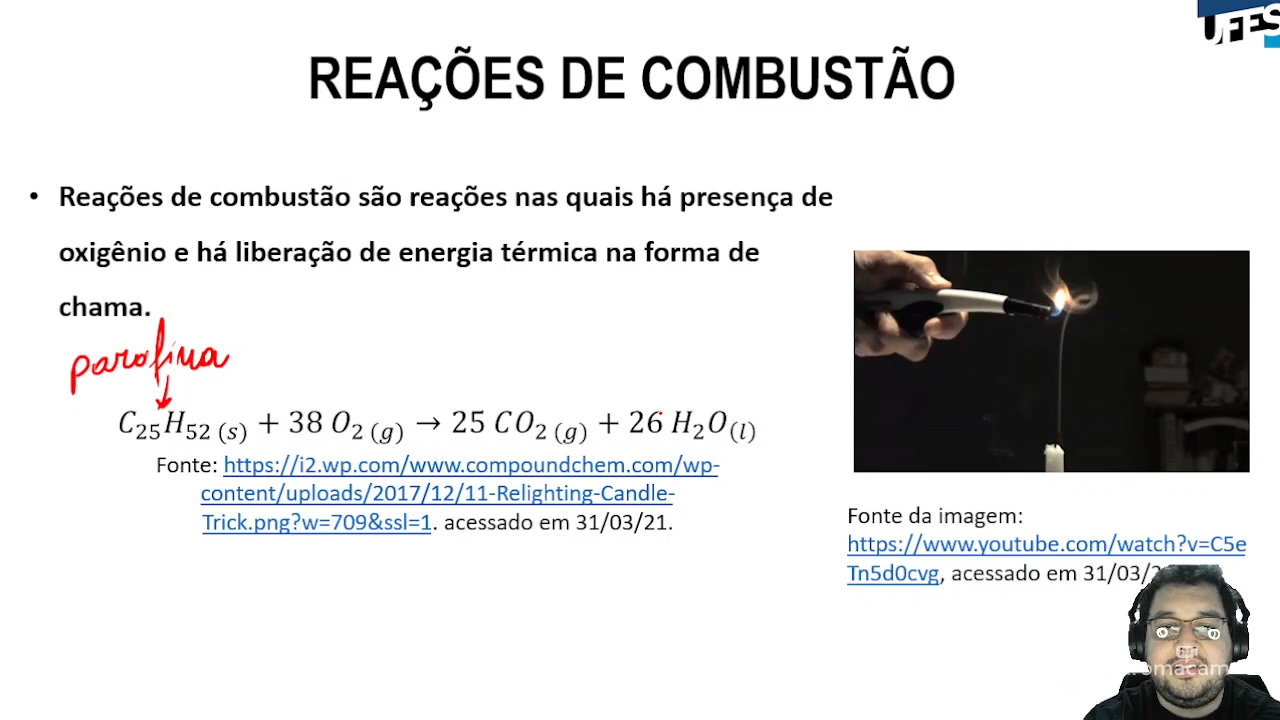 UFES
REAÇÕES DE COMBUSTÃO
• Reações de combustão são reações nas quais há presença de
oxigênio e há liberação de energia térmica na forma de
chama.
parafina
C₂₅H₅₂ (s) + 38 O₂ (g) → 25 CO₂ (g) + 26 H₂O(l)
Fonte: https://i2.wp.com/www.compoundchem.com/wp-
content/uploads/2017/12/11-Relighting-Candle-
Trick.png?w=709&ssl=1. acessado em 31/03/21.
Fonte da imagem:
https://www.youtube.com/watch?v=C5e
Tn5d0cvg, acessado em 31/03/